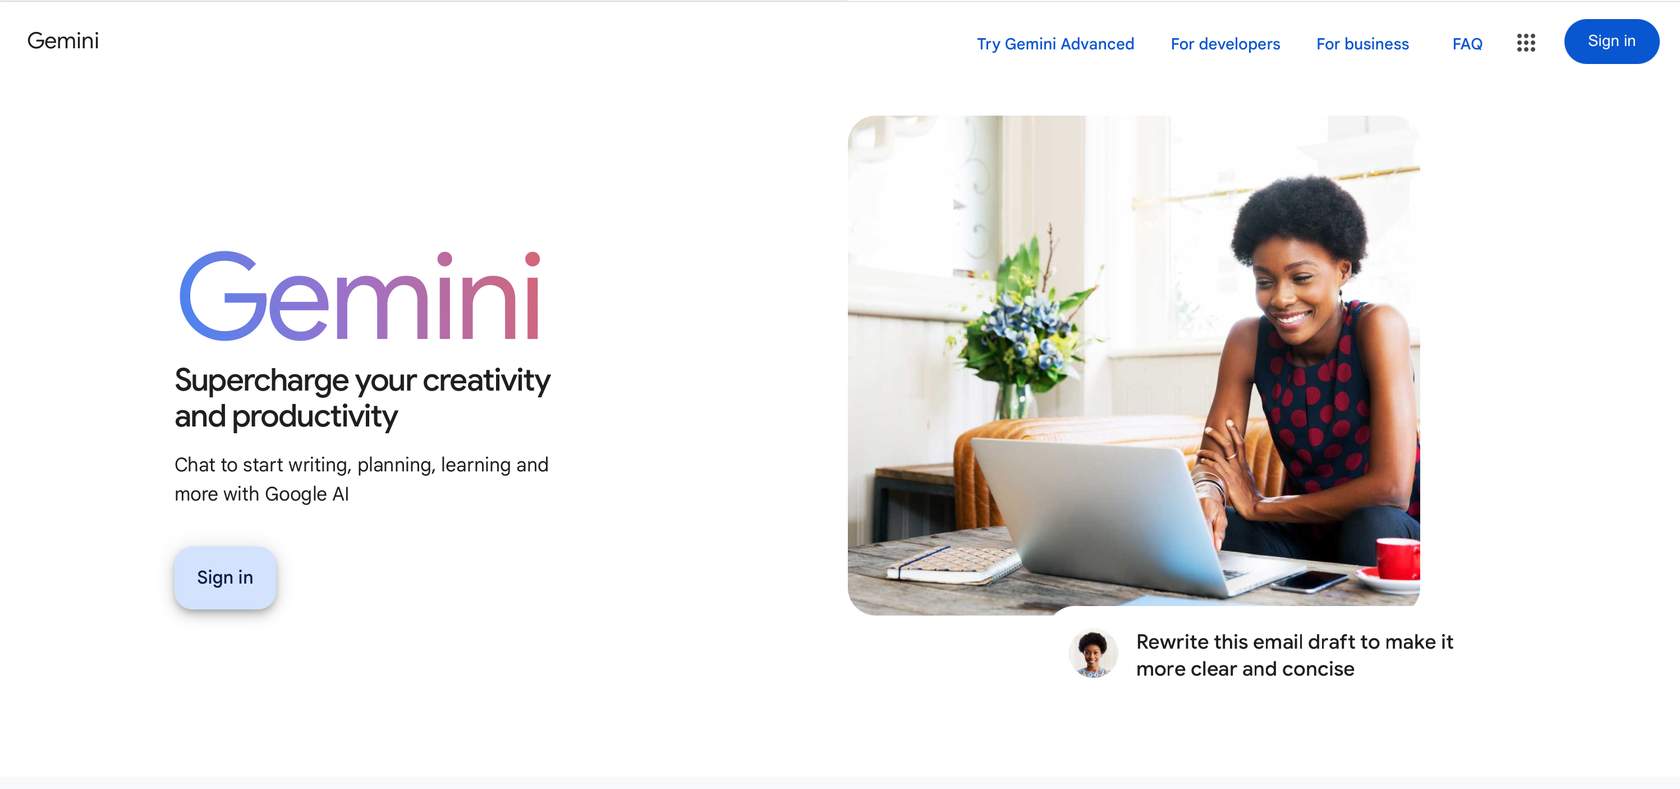 Gemini
Try Gemini Advanced
For developers
For business
FAQ
Sign in
Gemini
Supercharge your creativity
and productivity
Chat to start writing, planning, learning and
more with Google AI
Sign in
Rewrite this email draft to make it
more clear and concise